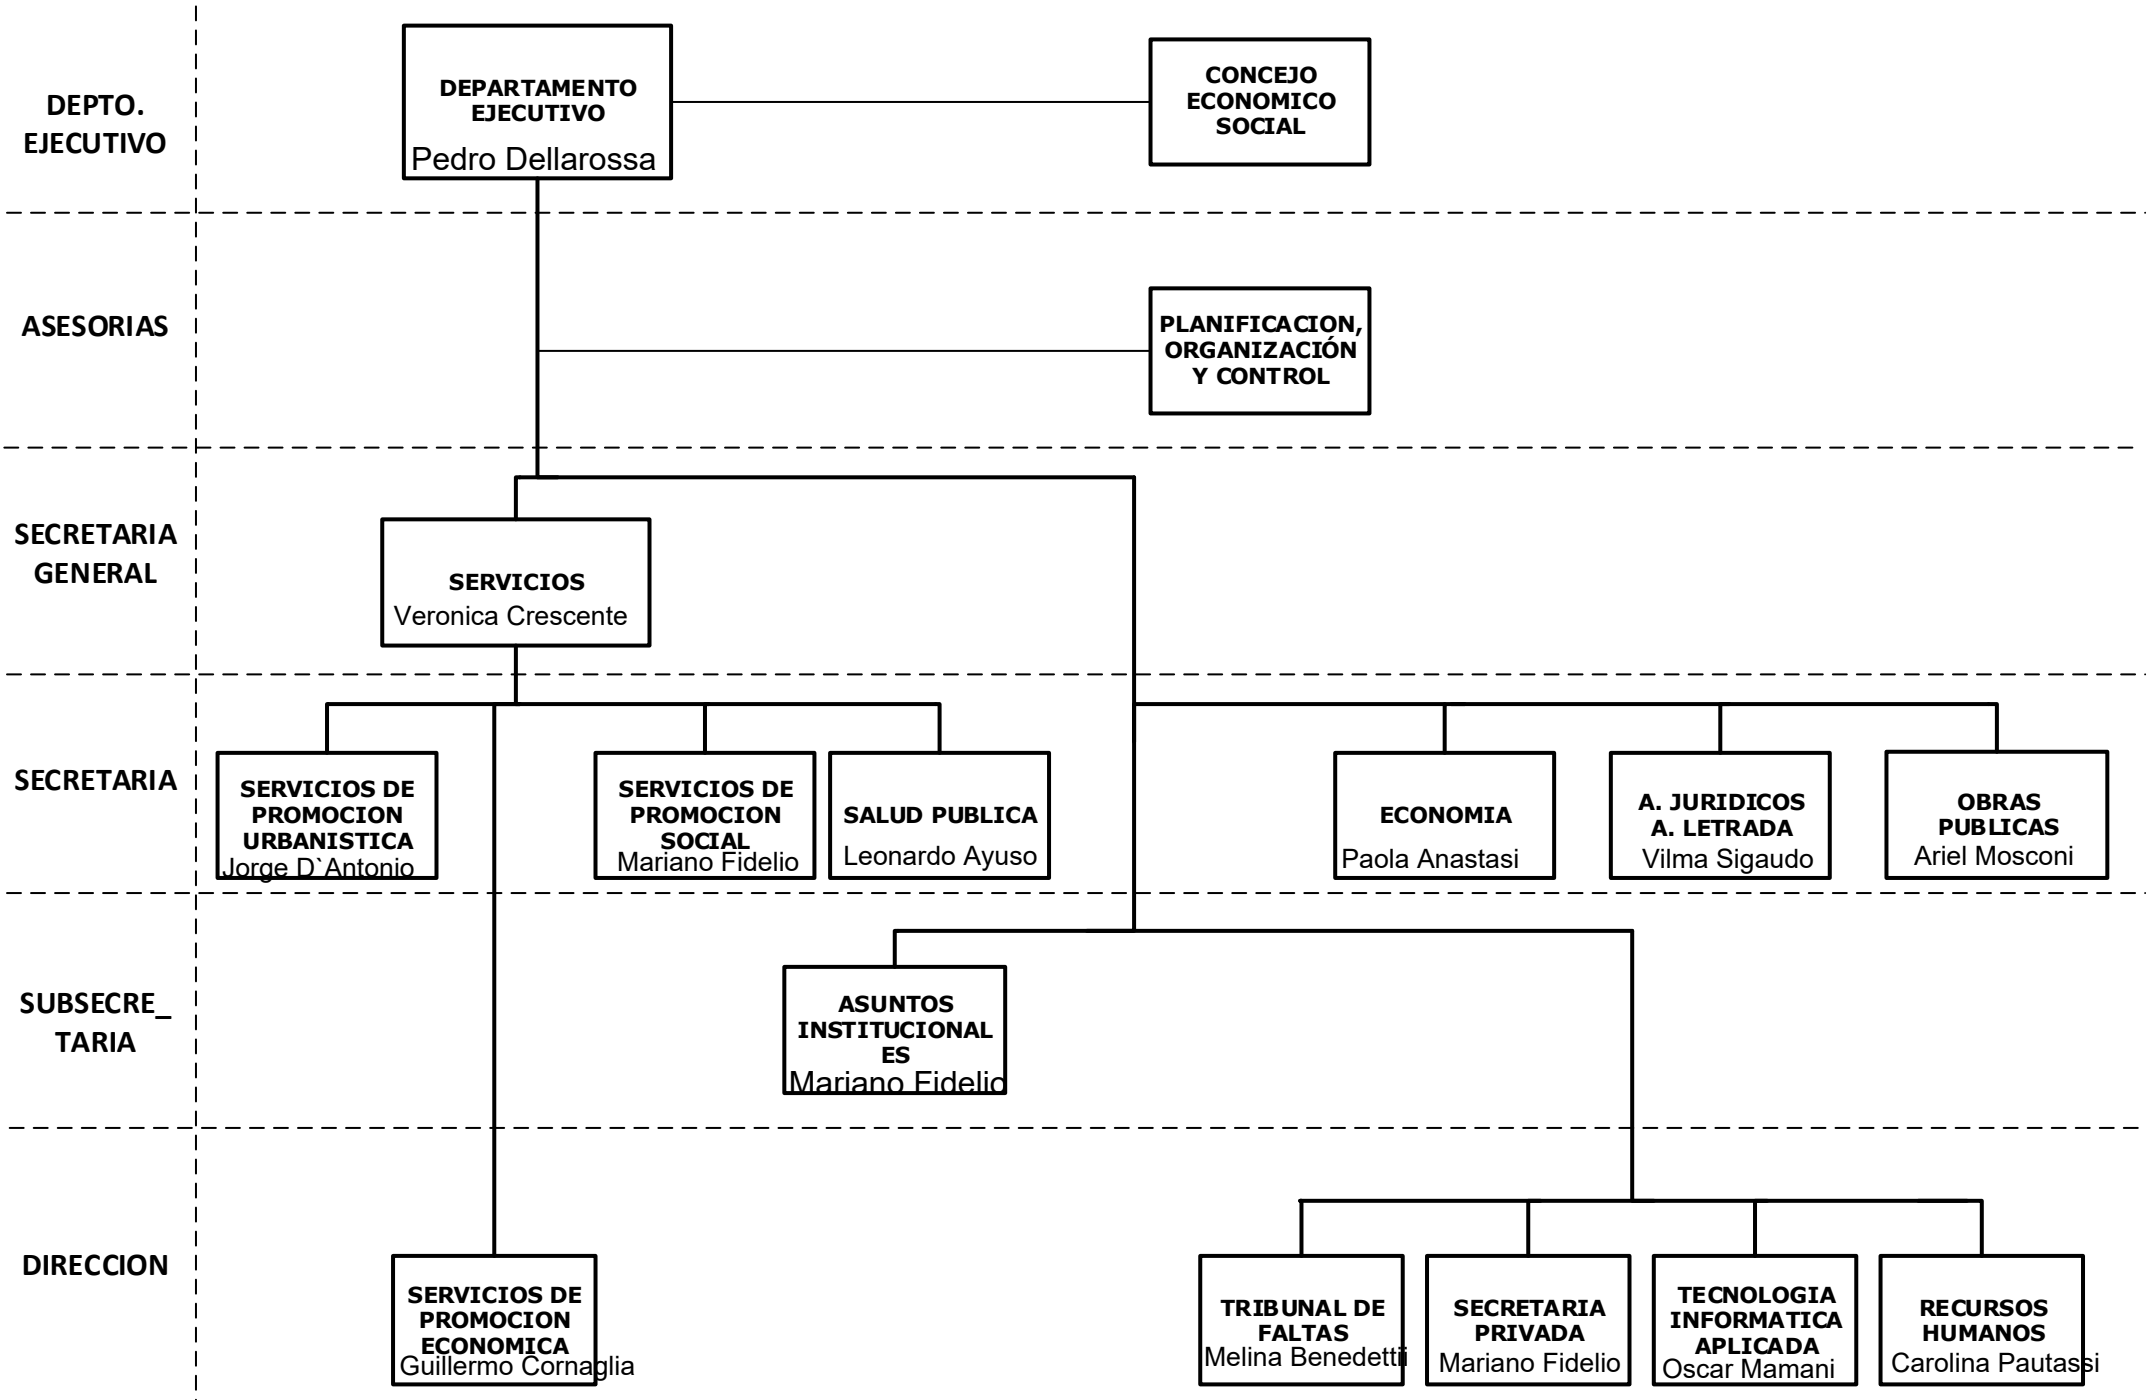 DEPTO.
EJECUTIVO
DEPARTAMENTO
EJECUTIVO
Pedro Dellarossa
CONCEJO
ECONOMICO
SOCIAL
ASESORIAS
PLANIFICACION,
ORGANIZACIÓN
Y CONTROL
SECRETARIA
GENERAL
SERVICIOS
Veronica Crescente
SECRETARIA
SERVICIOS DE
PROMOCION
URBANISTICA
Jorge D`Antonio
SERVICIOS DE
PROMOCION
SOCIAL
Mariano Fidelio
SALUD PUBLICA
Leonardo Ayuso
ECONOMIA
Paola Anastasi
A. JURIDICOS
A. LETRADA
Vilma Sigaudo
OBRAS
PUBLICAS
Ariel Mosconi
SUBSECRE_
TARIA
ASUNTOS
INSTITUCIONAL
ES
Mariano Fidelio
DIRECCION
SERVICIOS DE
PROMOCION
ECONOMICA
Guillermo Cornaglia
TRIBUNAL DE
FALTAS
Melina Benedettii
SECRETARIA
PRIVADA
Mariano Fidelio
TECNOLOGIA
INFORMATICA
APLICADA
Oscar Mamani
RECURSOS
HUMANOS
Carolina Pautassi